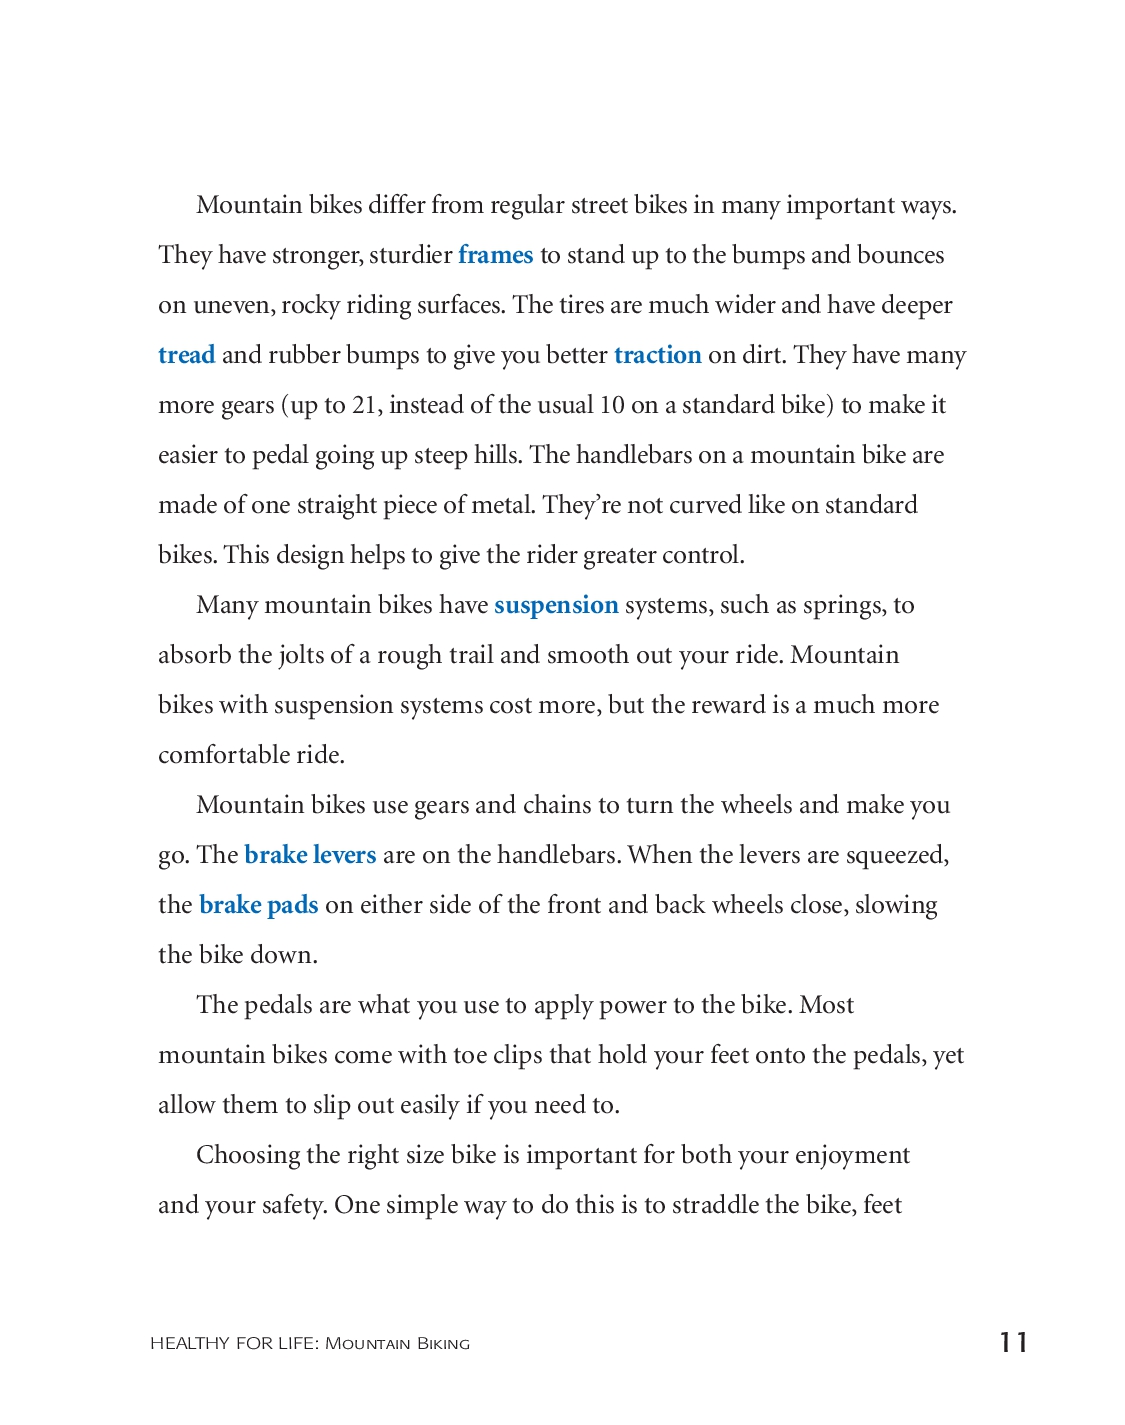 Mountain bikes differ from regular street bikes in many important ways.
They have stronger, sturdier frames to stand up to the bumps and bounces
on uneven, rocky riding surfaces. The tires are much wider and have deeper
tread and rubber bumps to give you better traction on dirt. They have many
more gears (up to 21, instead of the usual 10 on a standard bike) to make it
easier to pedal going up steep hills. The handlebars on a mountain bike are
made of one straight piece of metal. They’re not curved like on standard
bikes. This design helps to give the rider greater control.
Many mountain bikes have suspension systems, such as springs, to
absorb the jolts of a rough trail and smooth out your ride. Mountain
bikes with suspension systems cost more, but the reward is a much more
comfortable ride.
Mountain bikes use gears and chains to turn the wheels and make you
go. The brake levers are on the handlebars. When the levers are squeezed,
the brake pads on either side of the front and back wheels close, slowing
the bike down.
The pedals are what you use to apply power to the bike. Most
mountain bikes come with toe clips that hold your feet onto the pedals, yet
allow them to slip out easily if you need to.
Choosing the right size bike is important for both your enjoyment
and your safety. One simple way to do this is to straddle the bike, feet
HEALTHY FOR LIFE: Mountain Biking 11